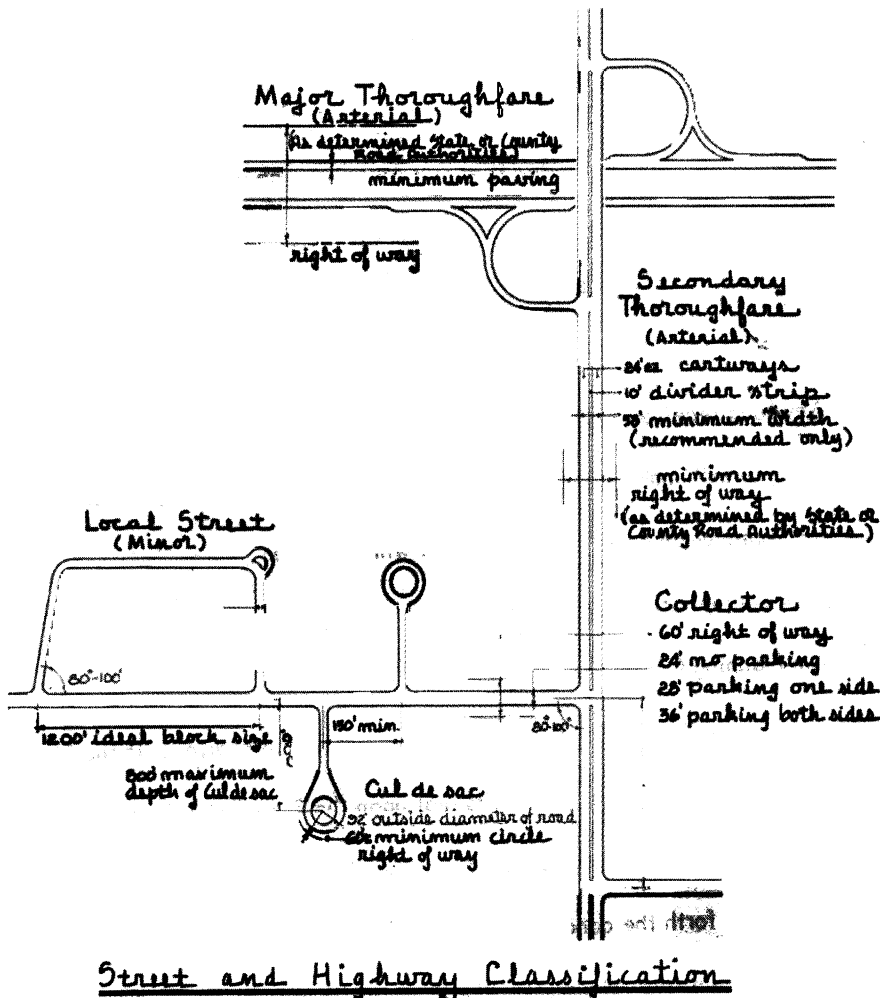 Major Thoroughfare
(Arterial)
(As determined State or County
Road Authorities)
minimum paving
right of way
Secondary
Thoroughfare
(Arterial)
24' cartways
10' divider strip
58' minimum width
(recommended only)
minimum
right of way
(as determined by State or
County Road Authorities)
Local Street
(Minor)
80°-100°
1200' ideal block size
Collector
60' right of way
24' no parking
28' parking one side
36' parking both sides
150' min.
80°-100°
800' maximum
depth of Cul de sac
Cul de sac
92' outside diameter of road
minimum circle
right of way
Street and Highway Classification